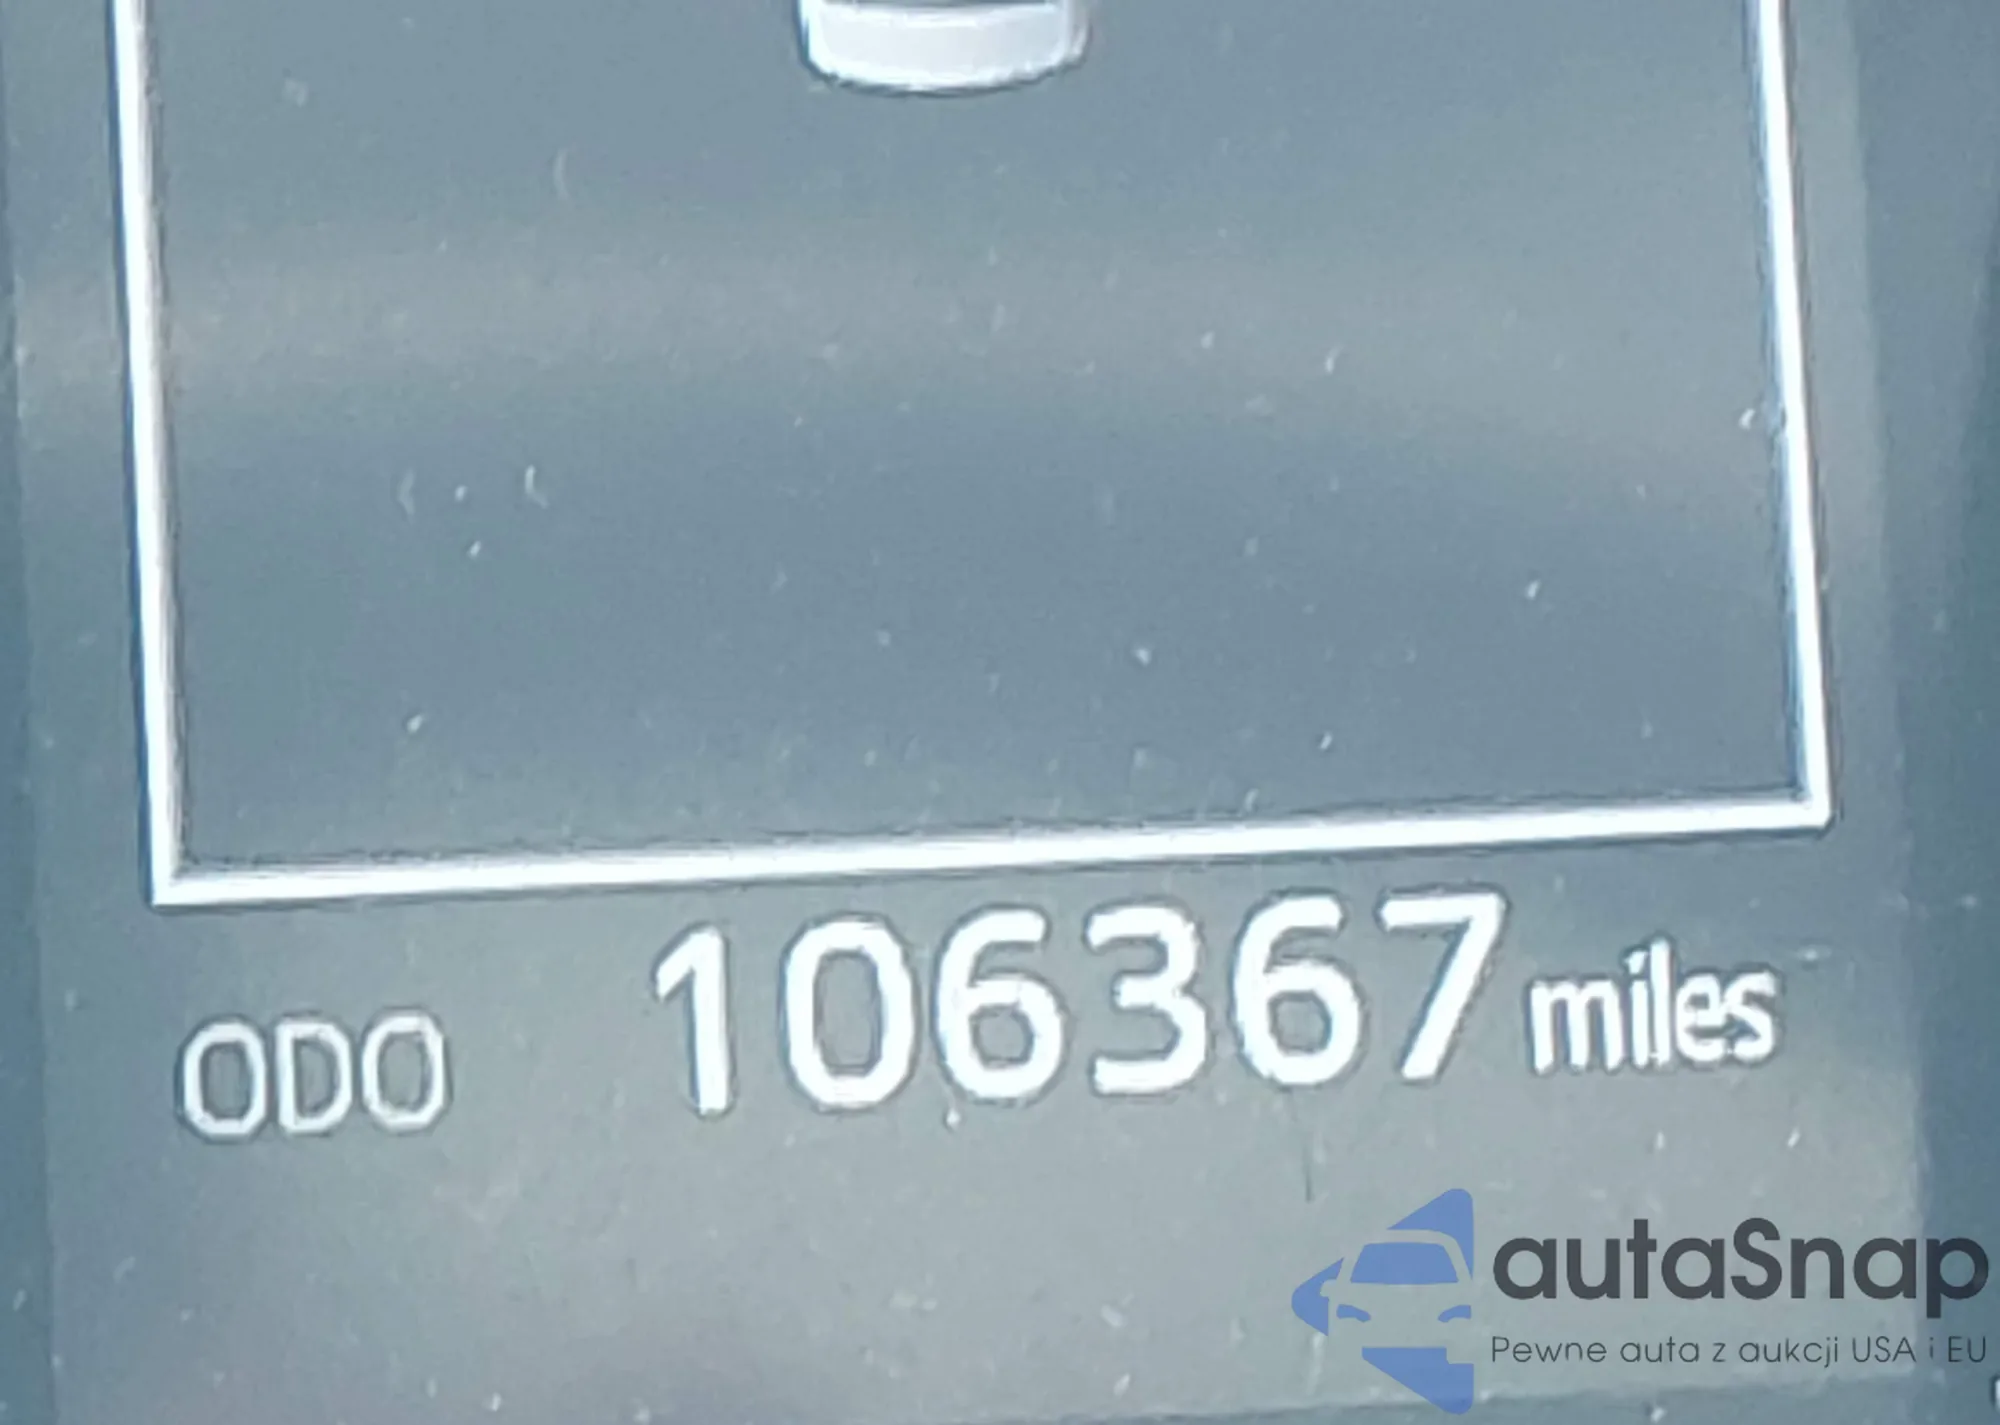 ODO 106367 miles
autaSnap
Pewne auta z aukcji USA i EU